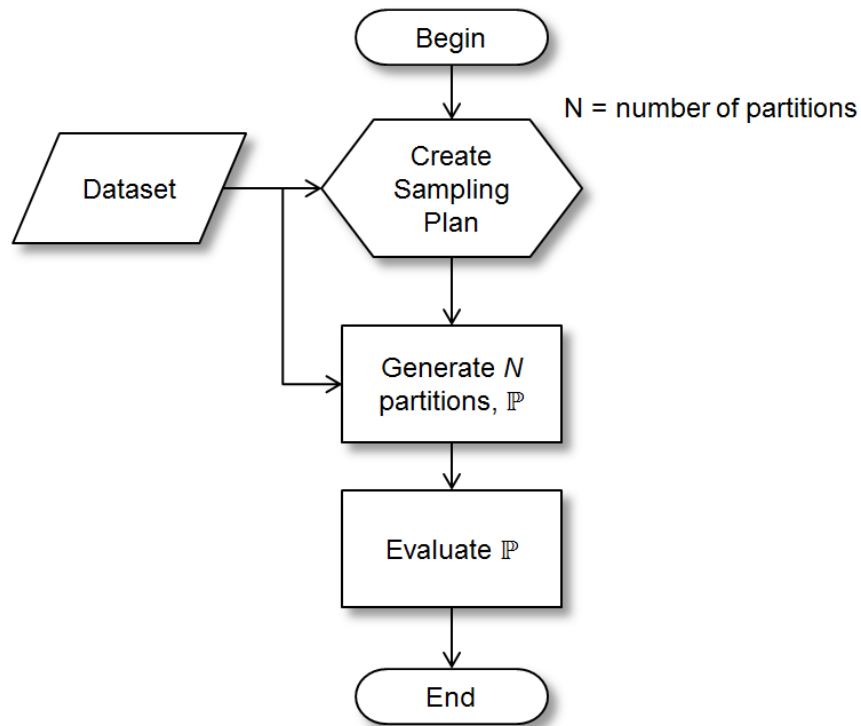 Begin
N = number of partitions
Create
Sampling
Plan
Dataset
Generate N
partitions, ℙ
Evaluate ℙ
End